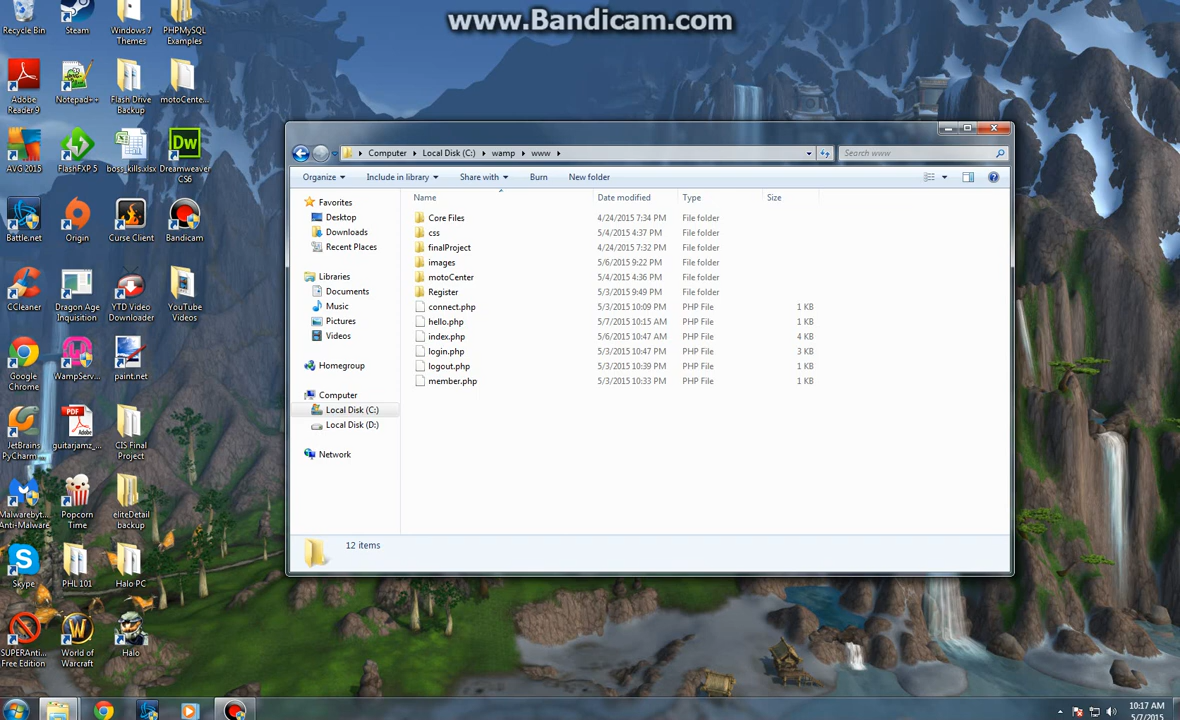 www.Bandicam.com
Recycle Bin
Steam
Windows 7
Themes
PHPMySQL
Examples
Adobe
Reader 9
Notepad++
Flash Drive
Backup
motoCente...
AVG 2015
FlashFXP 5
boss_kills.xlsx
Dreamweaver
CS6
Battle.net
Origin
Curse Client
Bandicam
CCleaner
Dragon Age
Inquisition
YTD Video
Downloader
YouTube
Videos
Google
Chrome
WampServ...
paint.net
JetBrains
PyCharm...
PDF
Adobe
guitarjamz_...
CIS Final
Project
Malwarebyt...
Anti-Malware
Popcorn
Time
eliteDetail
backup
Skype
PHL 101
Halo PC
SUPERAnti...
Free Edition
World of
Warcraft
Halo
Computer
Local Disk (C:)
wamp
www
Search www
Organize
Include in library
Share with
Burn
New folder
Favorites
Desktop
Downloads
Recent Places
Libraries
Documents
Music
Pictures
Videos
Homegroup
Computer
Local Disk (C:)
Local Disk (D:)
Network
Name Date modified Type Size
Core Files 4/24/2015 7:34 PM File folder
css 5/4/2015 4:37 PM File folder
finalProject 4/24/2015 7:32 PM File folder
images 5/6/2015 9:22 PM File folder
motoCenter 5/4/2015 4:36 PM File folder
Register 5/3/2015 9:49 PM File folder
connect.php 5/3/2015 10:09 PM PHP File 1 KB
hello.php 5/7/2015 10:15 AM PHP File 1 KB
index.php 5/6/2015 10:47 AM PHP File 4 KB
login.php 5/3/2015 10:47 PM PHP File 3 KB
logout.php 5/3/2015 10:39 PM PHP File 1 KB
member.php 5/3/2015 10:33 PM PHP File 1 KB
12 items
10:17 AM
5/7/2015